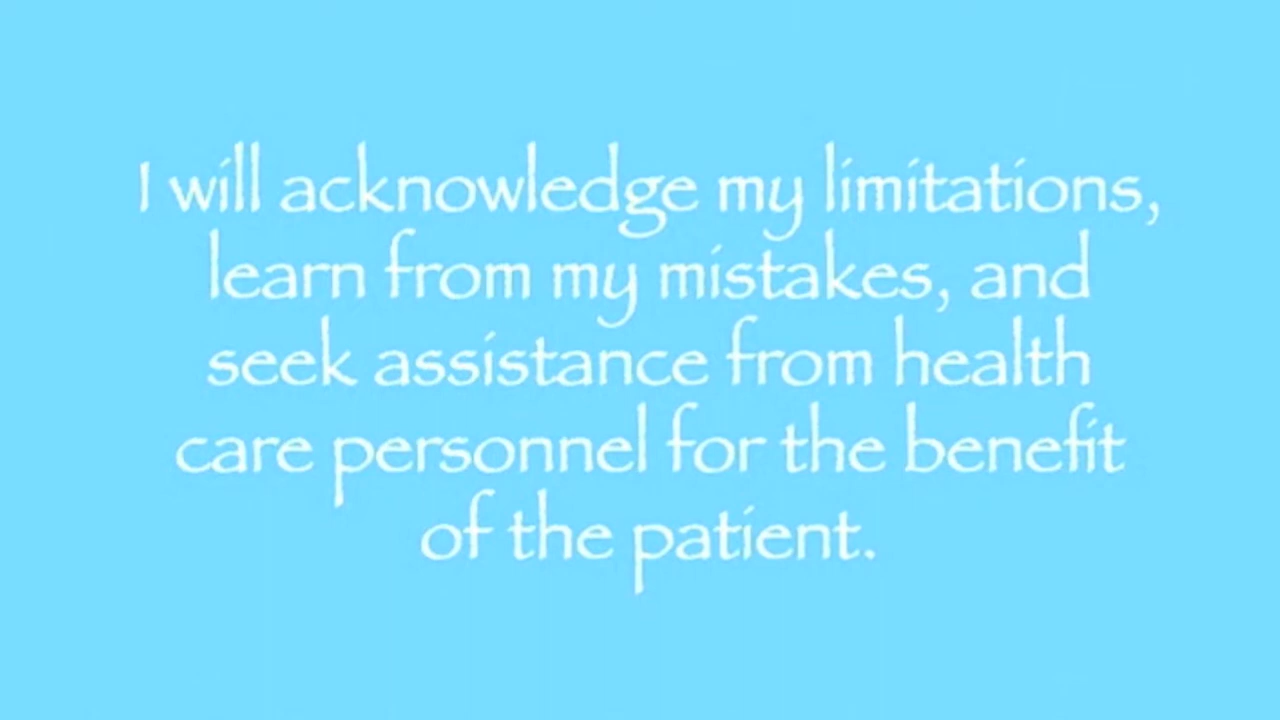 I will acknowledge my limitations,
learn from my mistakes, and
seek assistance from health
care personnel for the benefit
of the patient.